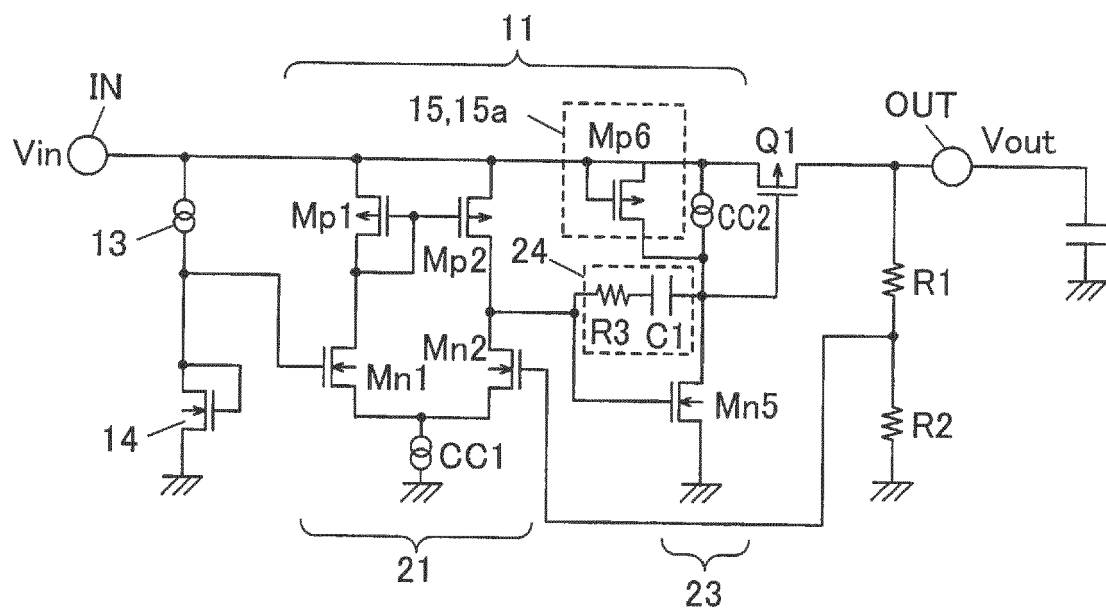 11
IN
15,15a
OUT
Vin
Mp6
Q1
Vout
13
Mp1
Mp2
CC2
24
R1
R3
C1
Mn1
Mn2
Mn5
14
CC1
R2
21
23